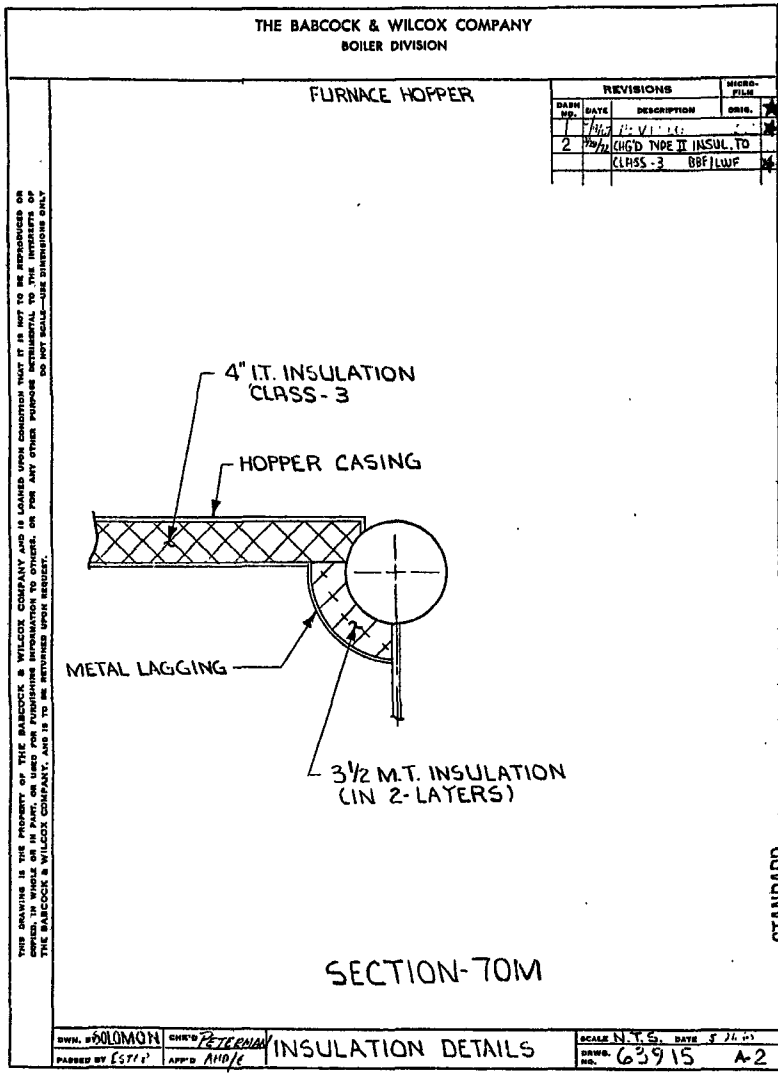 THE BABCOCK & WILCOX COMPANY
BOILER DIVISION
FURNACE HOPPER
REVISIONS
MICRO-
FILM
DASH
NO.
DATE
DESCRIPTION
ORIG.
1
2
CHG'D TYPE II INSUL. TO
CLASS-3 BBF/LWF
THIS DRAWING IS THE PROPERTY OF THE BABCOCK & WILCOX COMPANY AND IS LOANED UPON CONDITION THAT IT IS NOT TO BE REPRODUCED OR
COPIED, IN WHOLE OR IN PART, OR USED FOR FURNISHING INFORMATION TO OTHERS, OR FOR ANY OTHER PURPOSE DETRIMENTAL TO THE INTERESTS OF
THE BABCOCK & WILCOX COMPANY, AND IS TO BE RETURNED UPON REQUEST.
DO NOT SCALE—USE DIMENSIONS ONLY
4" I.T. INSULATION
CLASS-3
HOPPER CASING
METAL LAGGING
3 1/2 M.T. INSULATION
(IN 2-LAYERS)
STANDARD
SECTION-70M
DWN. BY SOLOMON
CHK'D PETERMAN
PASSED BY
APP'D
INSULATION DETAILS
SCALE N.T.S. DATE
DRWG. NO. 63915 A-2